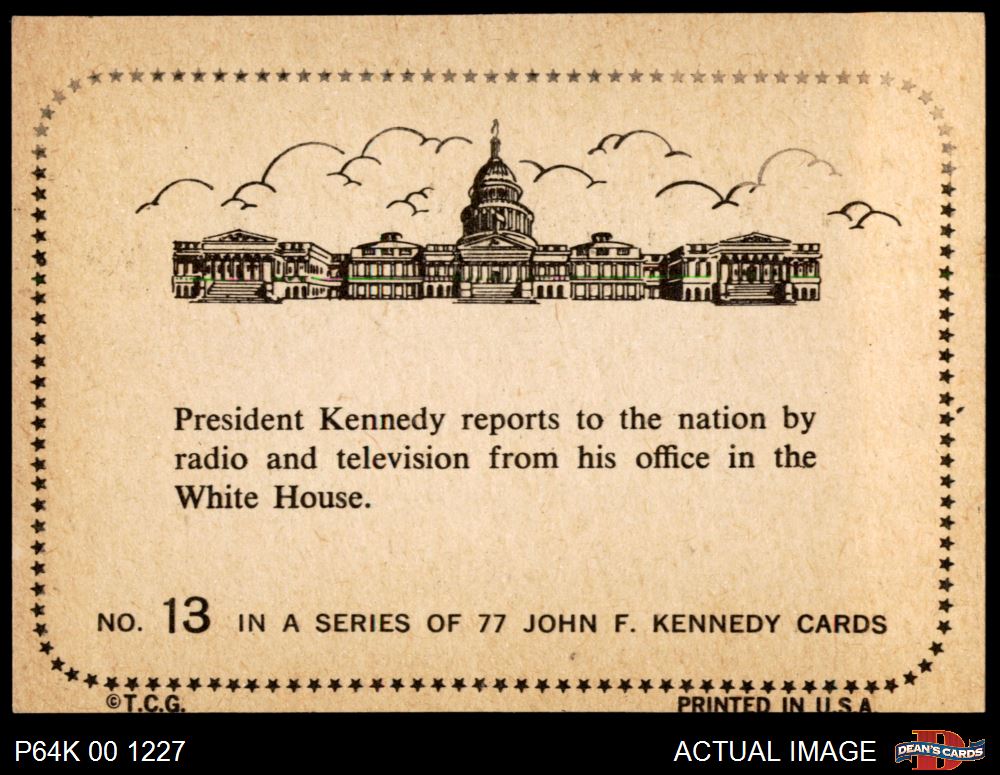 President Kennedy reports to the nation by
radio and television from his office in the
White House.
NO. 13 IN A SERIES OF 77 JOHN F. KENNEDY CARDS
©T.C.G. PRINTED IN U.S.A.
P64K 00 1227 ACTUAL IMAGE DEAN'S CARDS